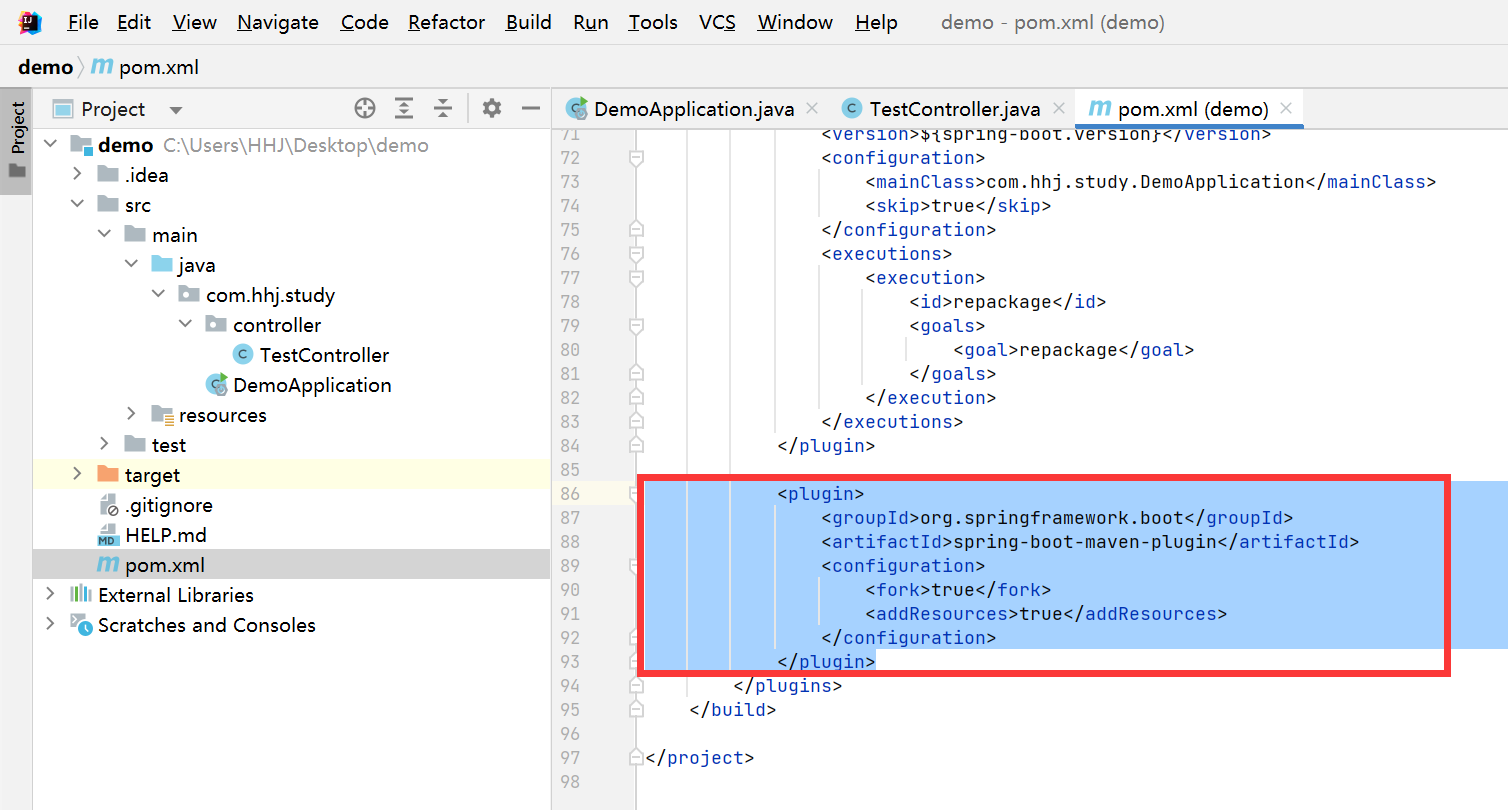 File Edit View Navigate Code Refactor Build Run Tools VCS Window Help demo - pom.xml (demo)
demo pom.xml
Project
Project
demo C:\Users\HHJ\Desktop\demo
.idea
src
main
java
com.hhj.study
controller
TestController
DemoApplication
resources
test
target
.gitignore
HELP.md
pom.xml
External Libraries
Scratches and Consoles
DemoApplication.java TestController.java pom.xml (demo)
71 <version>${spring-boot.version}</version>
72 <configuration>
73 <mainClass>com.hhj.study.DemoApplication</mainClass>
74 <skip>true</skip>
75 </configuration>
76 <executions>
77 <execution>
78 <id>repackage</id>
79 <goals>
80 <goal>repackage</goal>
81 </goals>
82 </execution>
83 </executions>
84 </plugin>
85
86 <plugin>
87 <groupId>org.springframework.boot</groupId>
88 <artifactId>spring-boot-maven-plugin</artifactId>
89 <configuration>
90 <fork>true</fork>
91 <addResources>true</addResources>
92 </configuration>
93 </plugin>
94 </plugins>
95 </build>
96
97 </project>
98